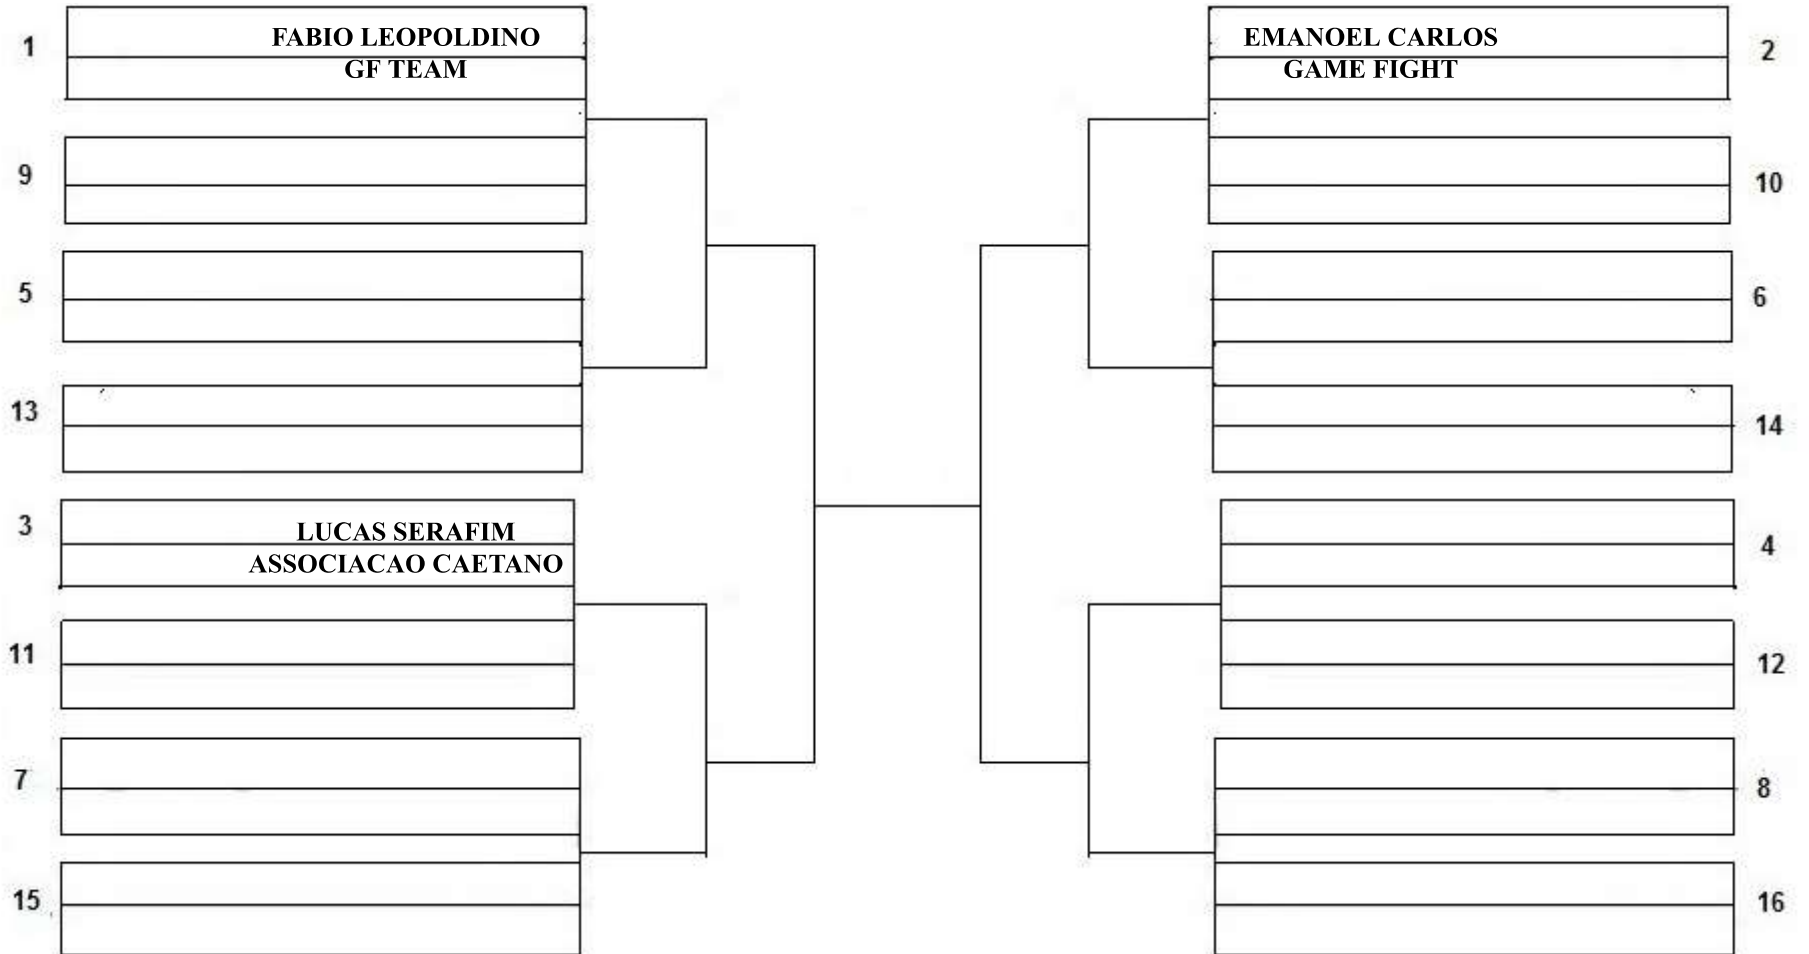 1
FABIO LEOPOLDINO
GF TEAM
9
5
13
3
LUCAS SERAFIM
ASSOCIACAO CAETANO
11
7
15
EMANOEL CARLOS
GAME FIGHT
2
10
6
14
4
12
8
16